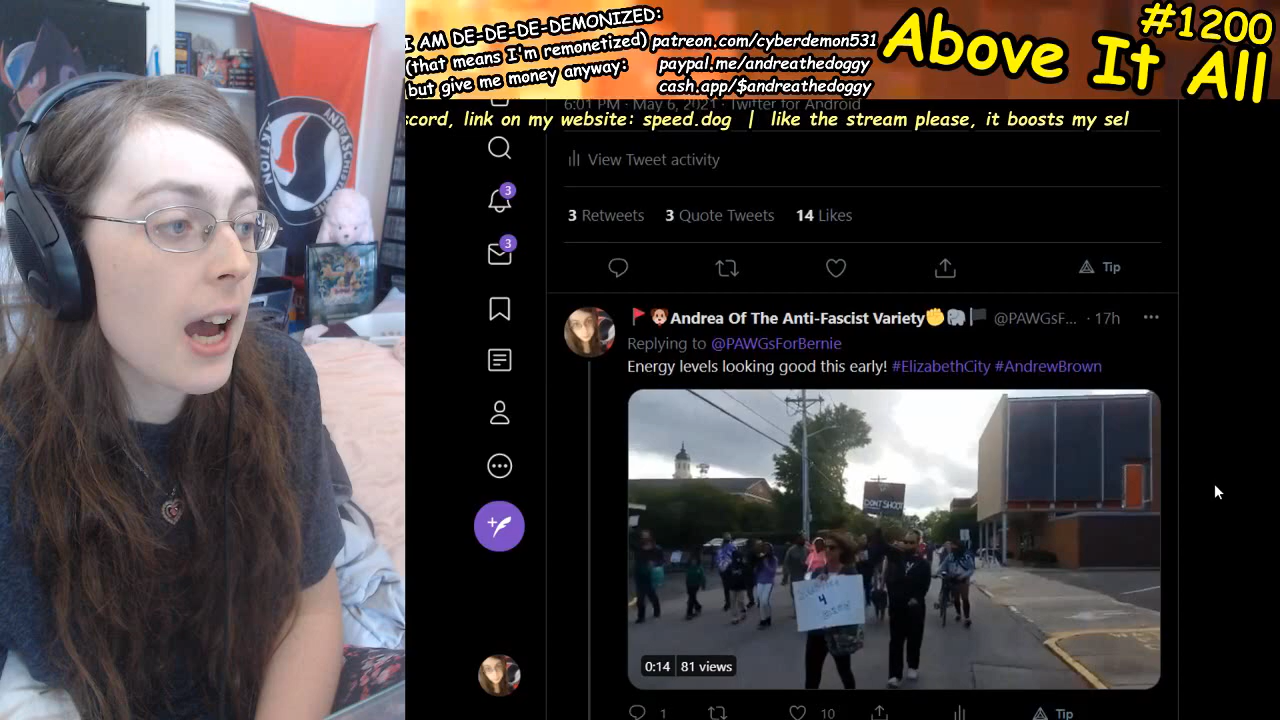 I AM DE-DE-DE-DEMONIZED:
(that means I'm remonetized)
but give me money anyway:
patreon.com/cyberdemon531
paypal.me/andreathedoggy
cash.app/$andreathedoggy
#1200
Above It All
6:01 PM · May 6, 2021 · Twitter for Android
scord, link on my website: speed.dog | like the stream please, it boosts my sel
View Tweet activity
3 Retweets 3 Quote Tweets 14 Likes
Tip
3
3
🚩🐶Andrea Of The Anti-Fascist Variety✊🐘🏴 @PAWGsF... · 17h
Replying to @PAWGsForBernie
Energy levels looking good this early! #ElizabethCity #AndrewBrown
DON'T SHOOT
4
0:14 81 views
1 10 Tip
AKTION